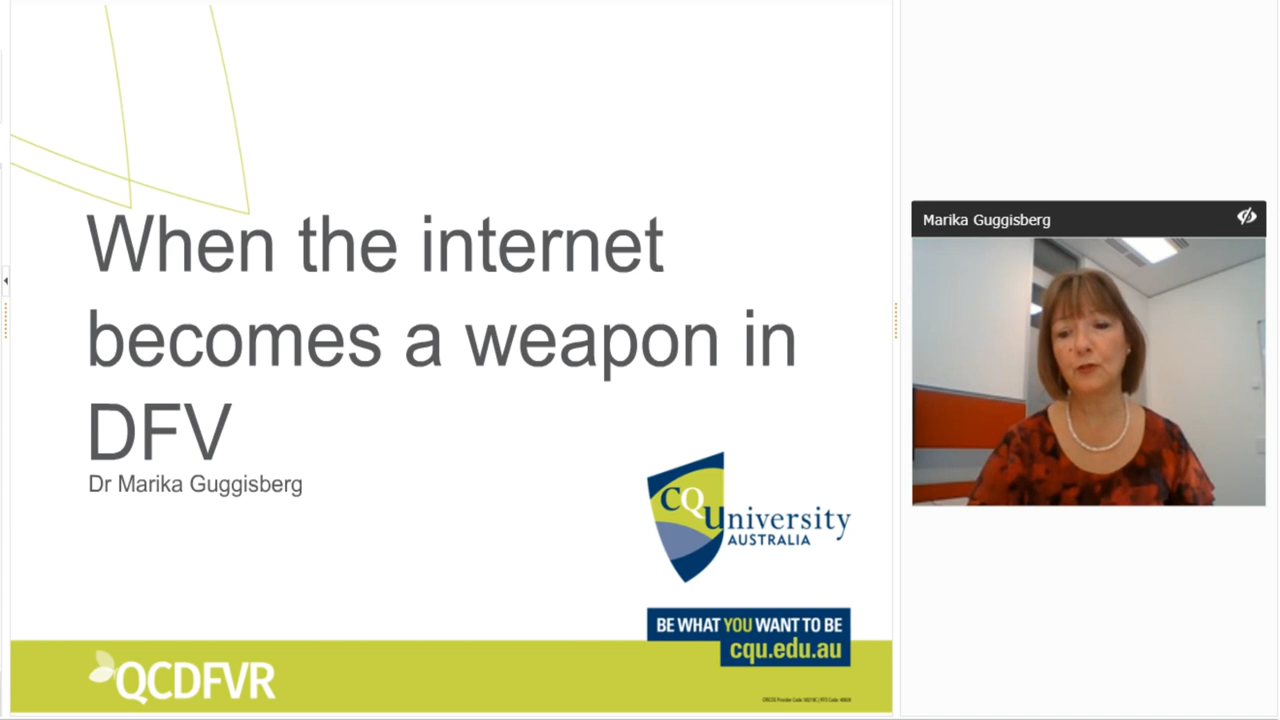 When the internet
becomes a weapon in
DFV
Dr Marika Guggisberg
CQUniversity
AUSTRALIA
BE WHAT YOU WANT TO BE
cqu.edu.au
QCDFVR
Marika Guggisberg